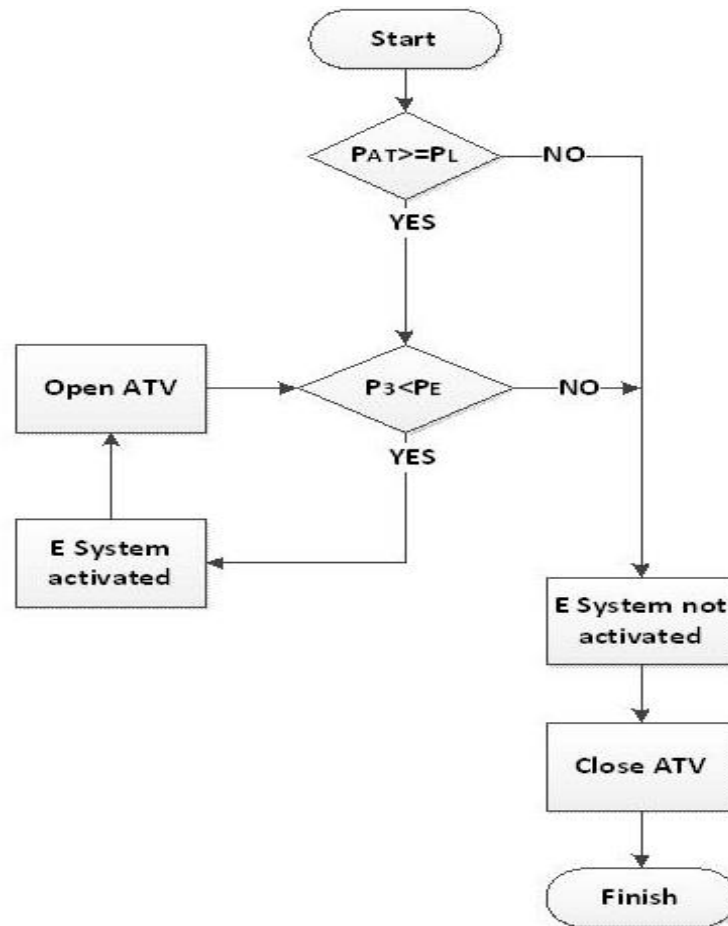 Start
PAT>=PL
NO
YES
Open ATV
P3<PE
NO
YES
E System
activated
E System not
activated
Close ATV
Finish